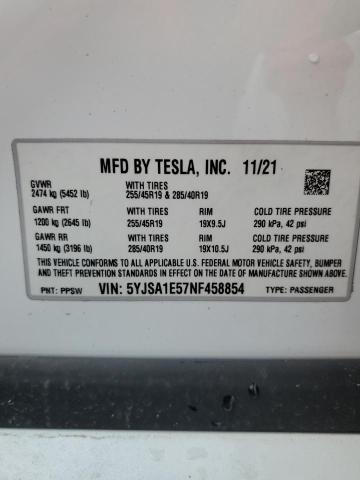 MFD BY TESLA, INC. 11/21
GVWR WITH TIRES
2474 kg (5452 lb) 255/45R19 & 285/40R19
GAWR FRT WITH TIRES RIM COLD TIRE PRESSURE
1200 kg (2645 lb) 255/45R19 19X9.5J 290 kPa, 42 psi
GAWR RR WITH TIRES RIM COLD TIRE PRESSURE
1450 kg (3196 lb) 285/40R19 19X10.5J 290 kPa, 42 psi
THIS VEHICLE CONFORMS TO ALL APPLICABLE U.S. FEDERAL MOTOR VEHICLE SAFETY, BUMPER
AND THEFT PREVENTION STANDARDS IN EFFECT ON THE DATE OF MANUFACTURE SHOWN ABOVE.
PNT: PPSW VIN: 5YJSA1E57NF458854 TYPE: PASSENGER